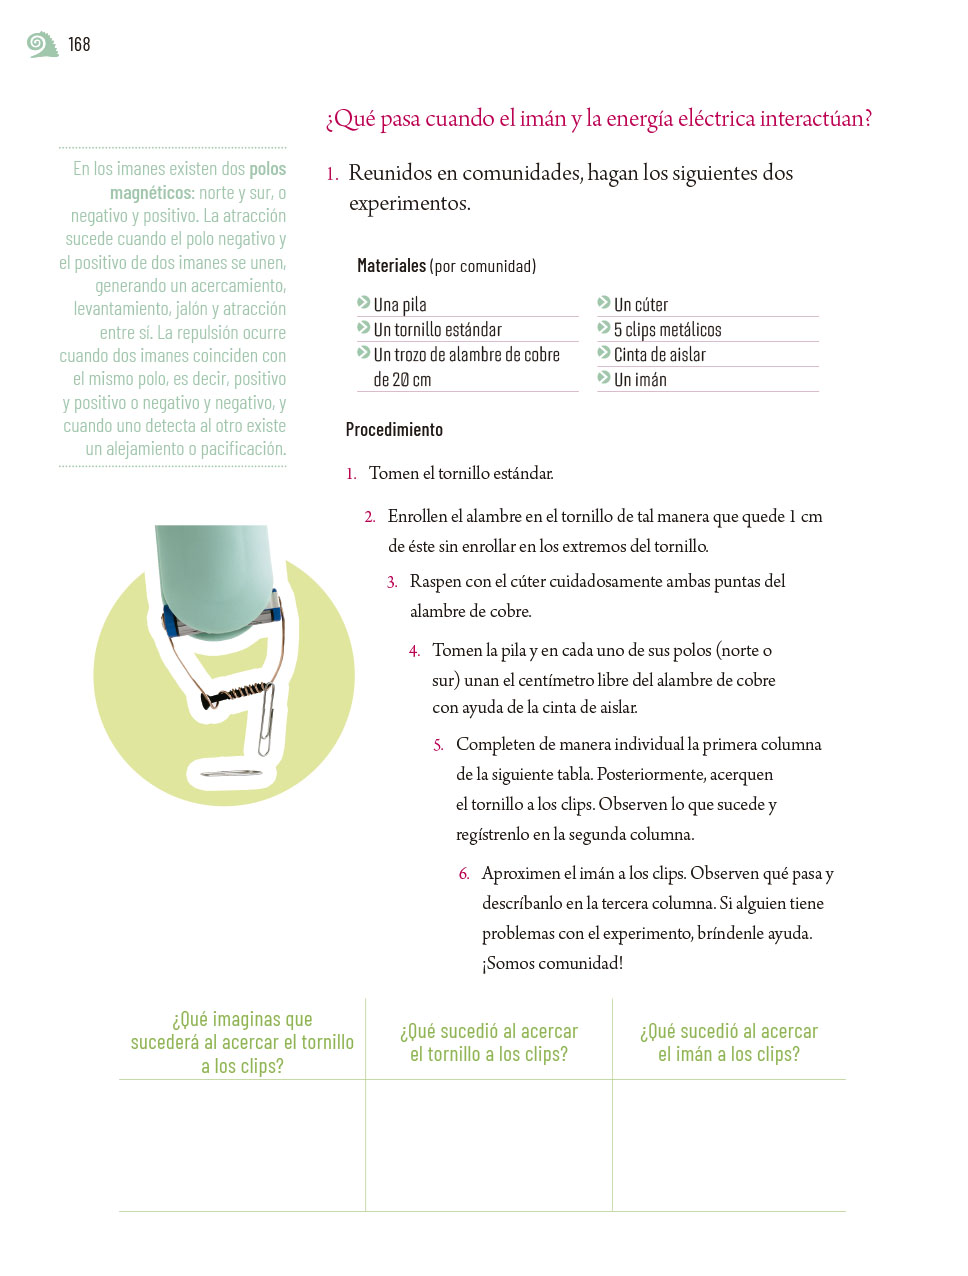 168
¿Qué pasa cuando el imán y la energía eléctrica interactúan?
En los imanes existen dos polos
magnéticos: norte y sur, o
negativo y positivo. La atracción
sucede cuando el polo negativo y
el positivo de dos imanes se unen,
generando un acercamiento,
levantamiento, jalón y atracción
entre sí. La repulsión ocurre
cuando dos imanes coinciden con
el mismo polo, es decir, positivo
y positivo o negativo y negativo, y
cuando uno detecta al otro existe
un alejamiento o pacificación.
1. Reunidos en comunidades, hagan los siguientes dos
experimentos.
Materiales (por comunidad)
Una pila
Un tornillo estándar
Un trozo de alambre de cobre
de 20 cm
Un cúter
5 clips metálicos
Cinta de aislar
Un imán
Procedimiento
1. Tomen el tornillo estándar.
2. Enrollen el alambre en el tornillo de tal manera que quede 1 cm
de éste sin enrollar en los extremos del tornillo.
3. Raspen con el cúter cuidadosamente ambas puntas del
alambre de cobre.
4. Tomen la pila y en cada uno de sus polos (norte o
sur) unan el centímetro libre del alambre de cobre
con ayuda de la cinta de aislar.
5. Completen de manera individual la primera columna
de la siguiente tabla. Posteriormente, acerquen
el tornillo a los clips. Observen lo que sucede y
regístrenlo en la segunda columna.
6. Aproximen el imán a los clips. Observen qué pasa y
descríbanlo en la tercera columna. Si alguien tiene
problemas con el experimento, bríndenle ayuda.
¡Somos comunidad!
¿Qué imaginas que
sucederá al acercar el tornillo
a los clips?
¿Qué sucedió al acercar
el tornillo a los clips?
¿Qué sucedió al acercar
el imán a los clips?